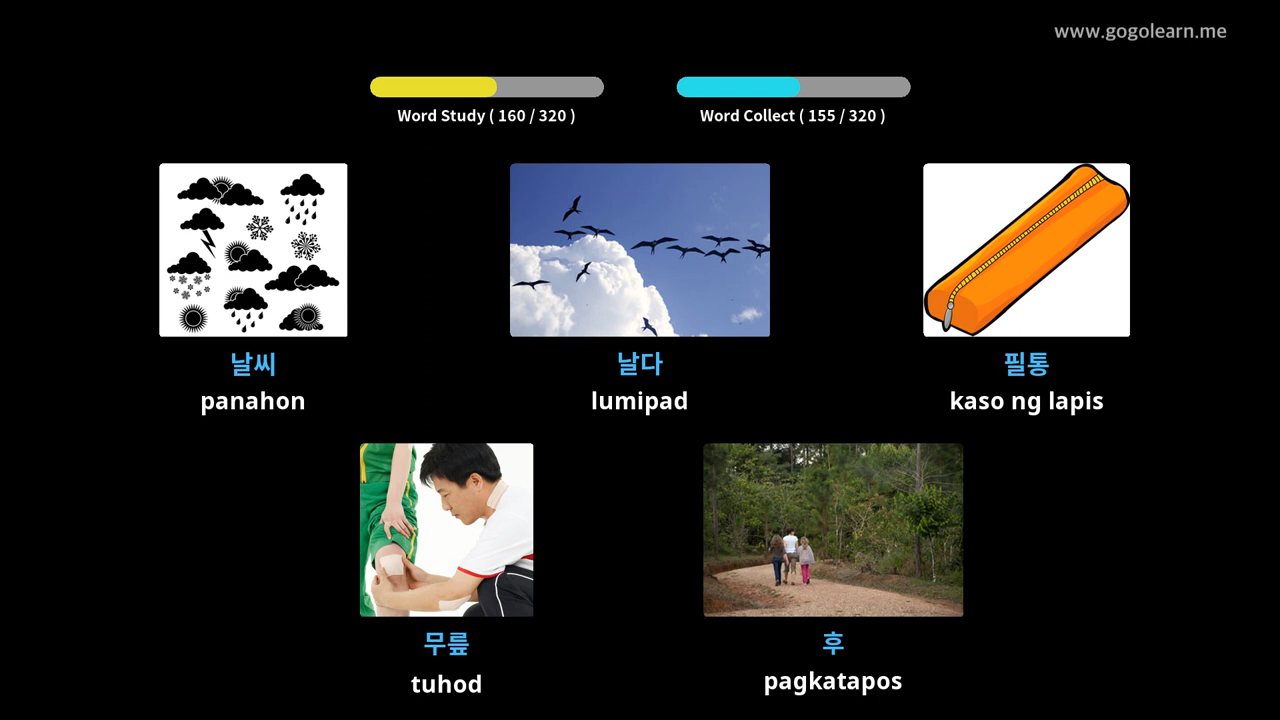 www.gogolearn.me
Word Study ( 160 / 320 )
Word Collect ( 155 / 320 )
날씨
panahon
날다
lumipad
필통
kaso ng lapis
무릎
tuhod
후
pagkatapos